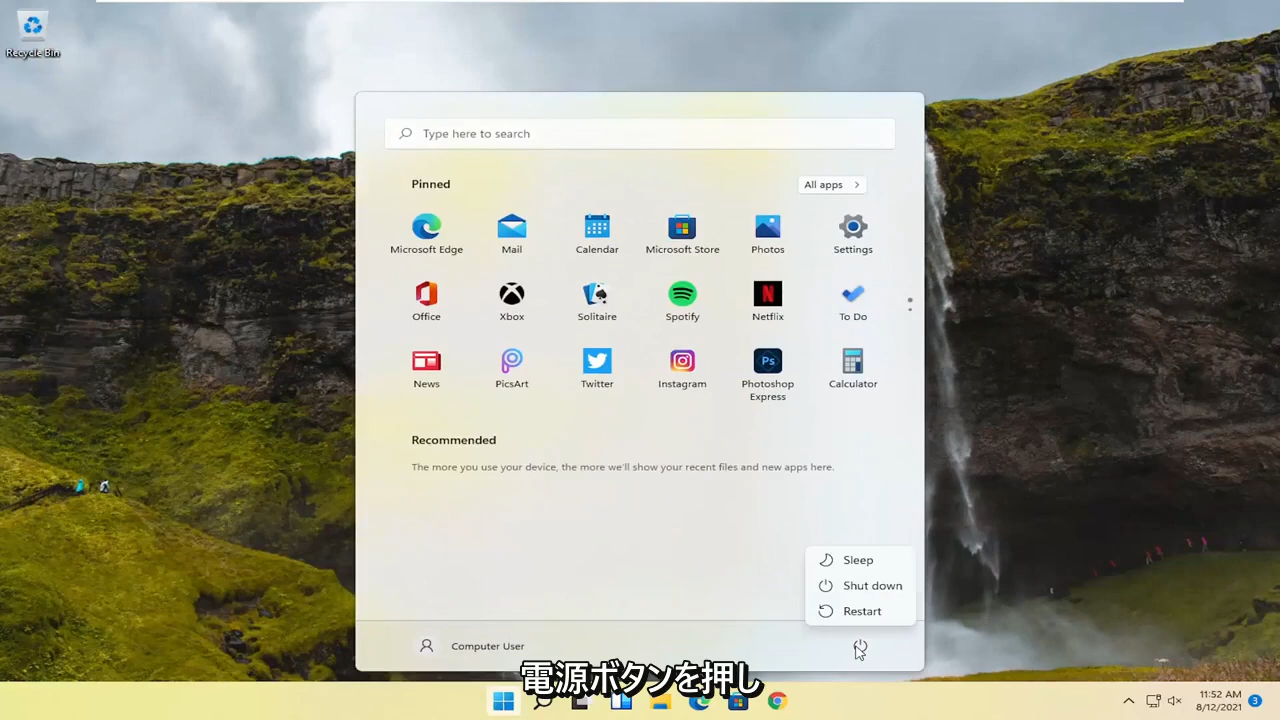 Recycle Bin
Type here to search
Pinned
All apps
Microsoft Edge
Mail
Calendar
Microsoft Store
Photos
Settings
Office
Xbox
Solitaire
Spotify
Netflix
To Do
News
PicsArt
Twitter
Instagram
Ps
Photoshop
Express
Calculator
Recommended
The more you use your device, the more we'll show your recent files and new apps here.
Sleep
Shut down
Restart
Computer User
電源ボタンを押し
11:52 AM
8/12/2021
3